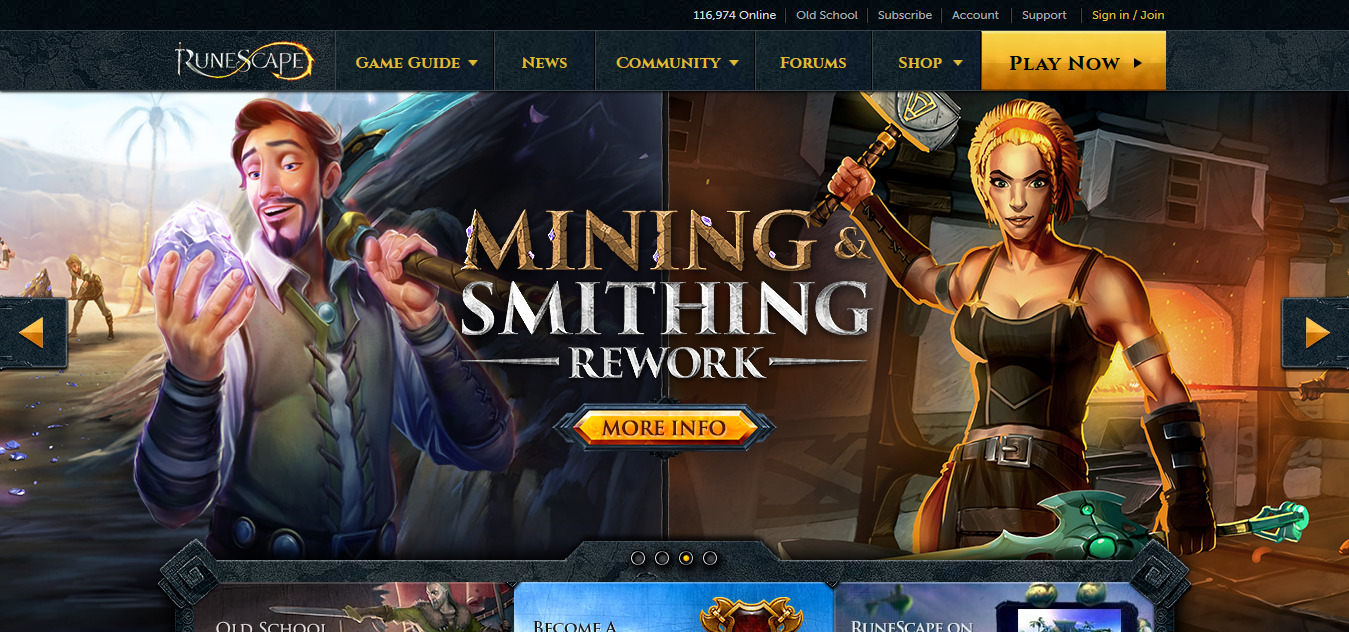 116,974 Online
Old School
Subscribe
Account
Support
Sign in / Join
RUNESCAPE
GAME GUIDE
NEWS
COMMUNITY
FORUMS
SHOP
PLAY NOW
MINING &
SMITHING
REWORK
MORE INFO
OLD SCHOOL
BECOME A
RUNESCAPE ON